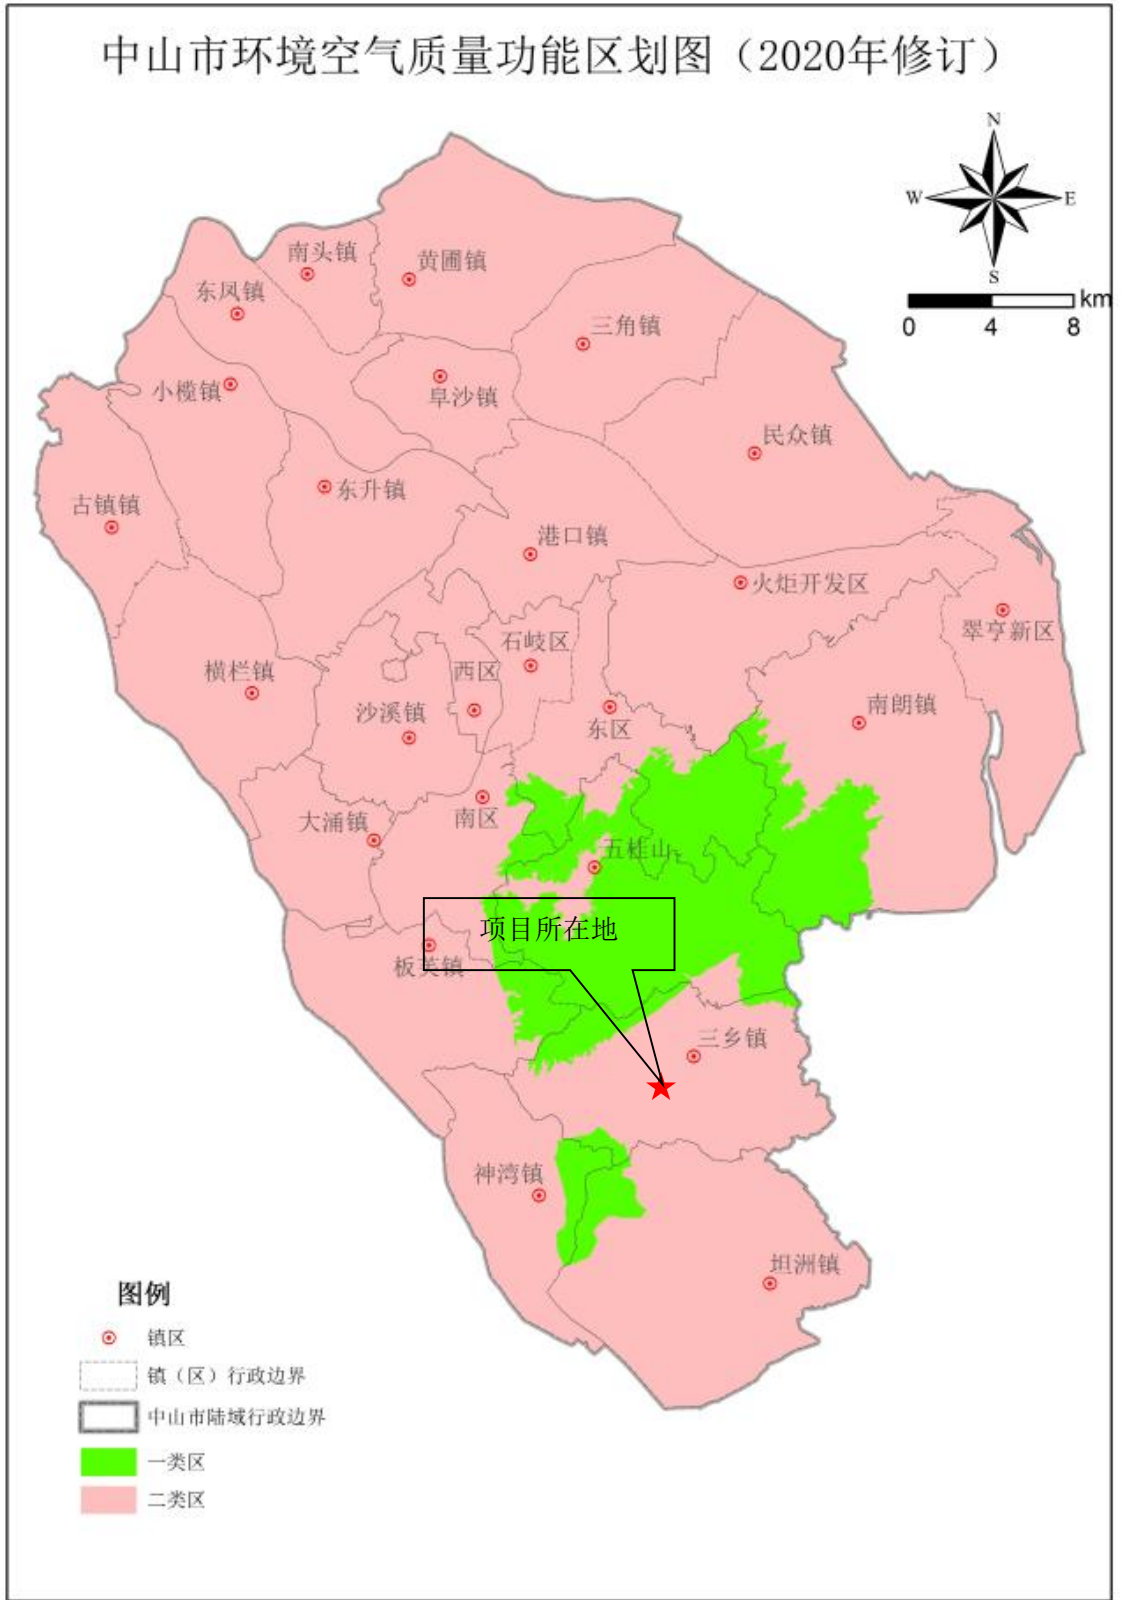 中山市环境空气质量功能区划图（2020年修订）
N
W
E
S
km
0
4
8
南头镇
黄圃镇
东凤镇
三角镇
小榄镇
阜沙镇
民众镇
东升镇
古镇镇
港口镇
火炬开发区
翠亨新区
石岐区
横栏镇
西区
沙溪镇
南朗镇
东区
大涌镇
南区
五桂山
项目所在地
板芙镇
三乡镇
神湾镇
坦洲镇
图例
镇区
镇（区）行政边界
中山市陆域行政边界
一类区
二类区